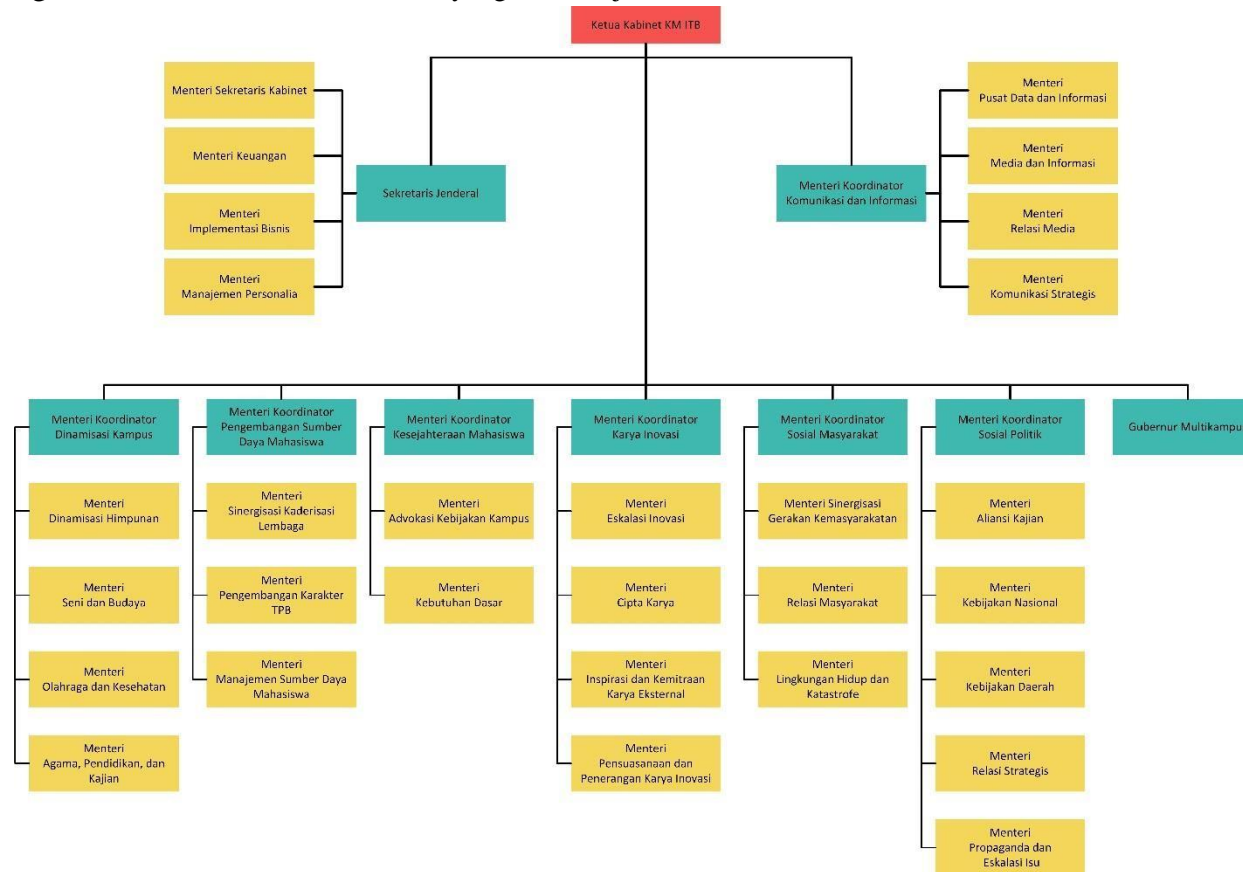 Ketua Kabinet KM ITB
Menteri Sekretaris Kabinet
Menteri Keuangan
Menteri
Implementasi Bisnis
Menteri
Manajemen Personalia
Sekretaris Jenderal
Menteri Koordinator
Komunikasi dan Informasi
Menteri
Pusat Data dan Informasi
Menteri
Media dan Informasi
Menteri
Relasi Media
Menteri
Komunikasi Strategis
Menteri Koordinator
Dinamisasi Kampus
Menteri
Dinamisasi Himpunan
Menteri
Seni dan Budaya
Menteri
Olahraga dan Kesehatan
Menteri
Agama, Pendidikan, dan
Kajian
Menteri Koordinator
Pengembangan Sumber
Daya Mahasiswa
Menteri
Sinergisasi Kaderisasi
Lembaga
Menteri
Pengembangan Karakter
TPB
Menteri
Manajemen Sumber Daya
Mahasiswa
Menteri Koordinator
Kesejahteraan Mahasiswa
Menteri
Advokasi Kebijakan Kampus
Menteri
Kebutuhan Dasar
Menteri Koordinator
Karya Inovasi
Menteri
Eskalasi Inovasi
Menteri
Cipta Karya
Menteri
Inspirasi dan Kemitraan
Karya Eksternal
Menteri
Pensuasanaan dan
Penerangan Karya Inovasi
Menteri Koordinator
Sosial Masyarakat
Menteri Sinergisasi
Gerakan Kemasyarakatan
Menteri
Relasi Masyarakat
Menteri
Lingkungan Hidup dan
Katastrofe
Menteri Koordinator
Sosial Politik
Menteri
Aliansi Kajian
Menteri
Kebijakan Nasional
Menteri
Kebijakan Daerah
Menteri
Relasi Strategis
Menteri
Propaganda dan
Eskalasi Isu
Gubernur Multikampu